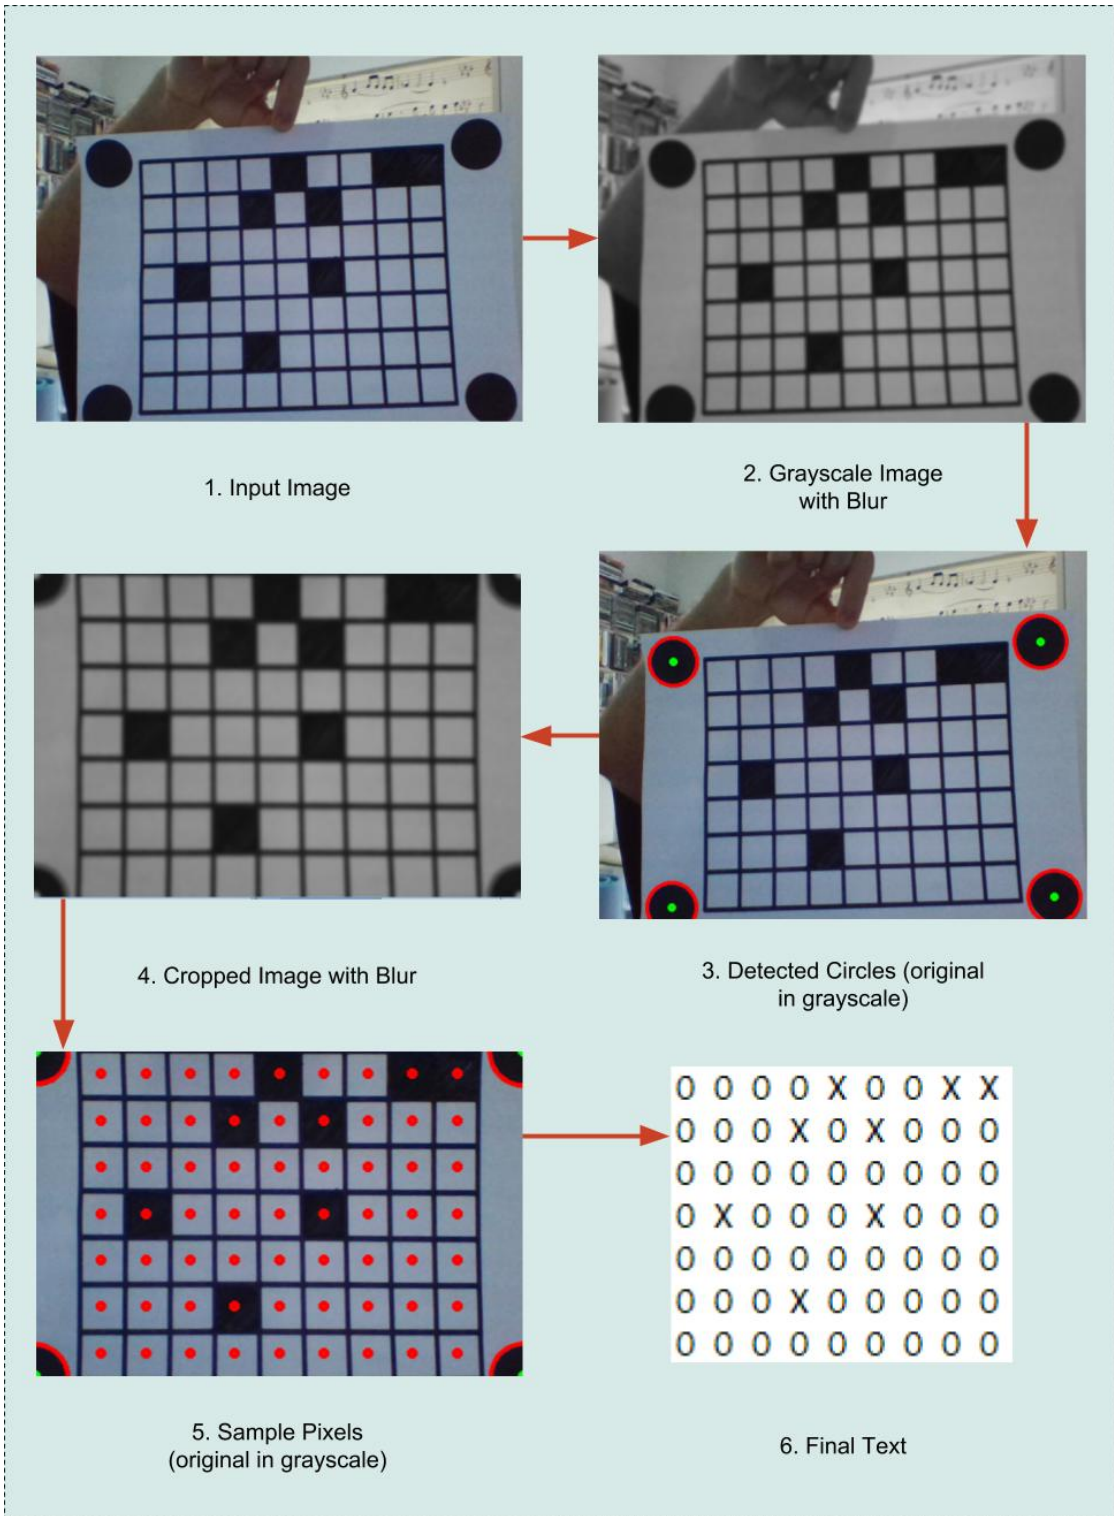 1. Input Image
2. Grayscale Image
with Blur
3. Detected Circles (original
in grayscale)
4. Cropped Image with Blur
5. Sample Pixels
(original in grayscale)
O O O O X O O X X
O O O X O X O O O
O O O O O O O O O
O X O O O X O O O
O O O O O O O O O
O O O X O O O O O
O O O O O O O O O
6. Final Text